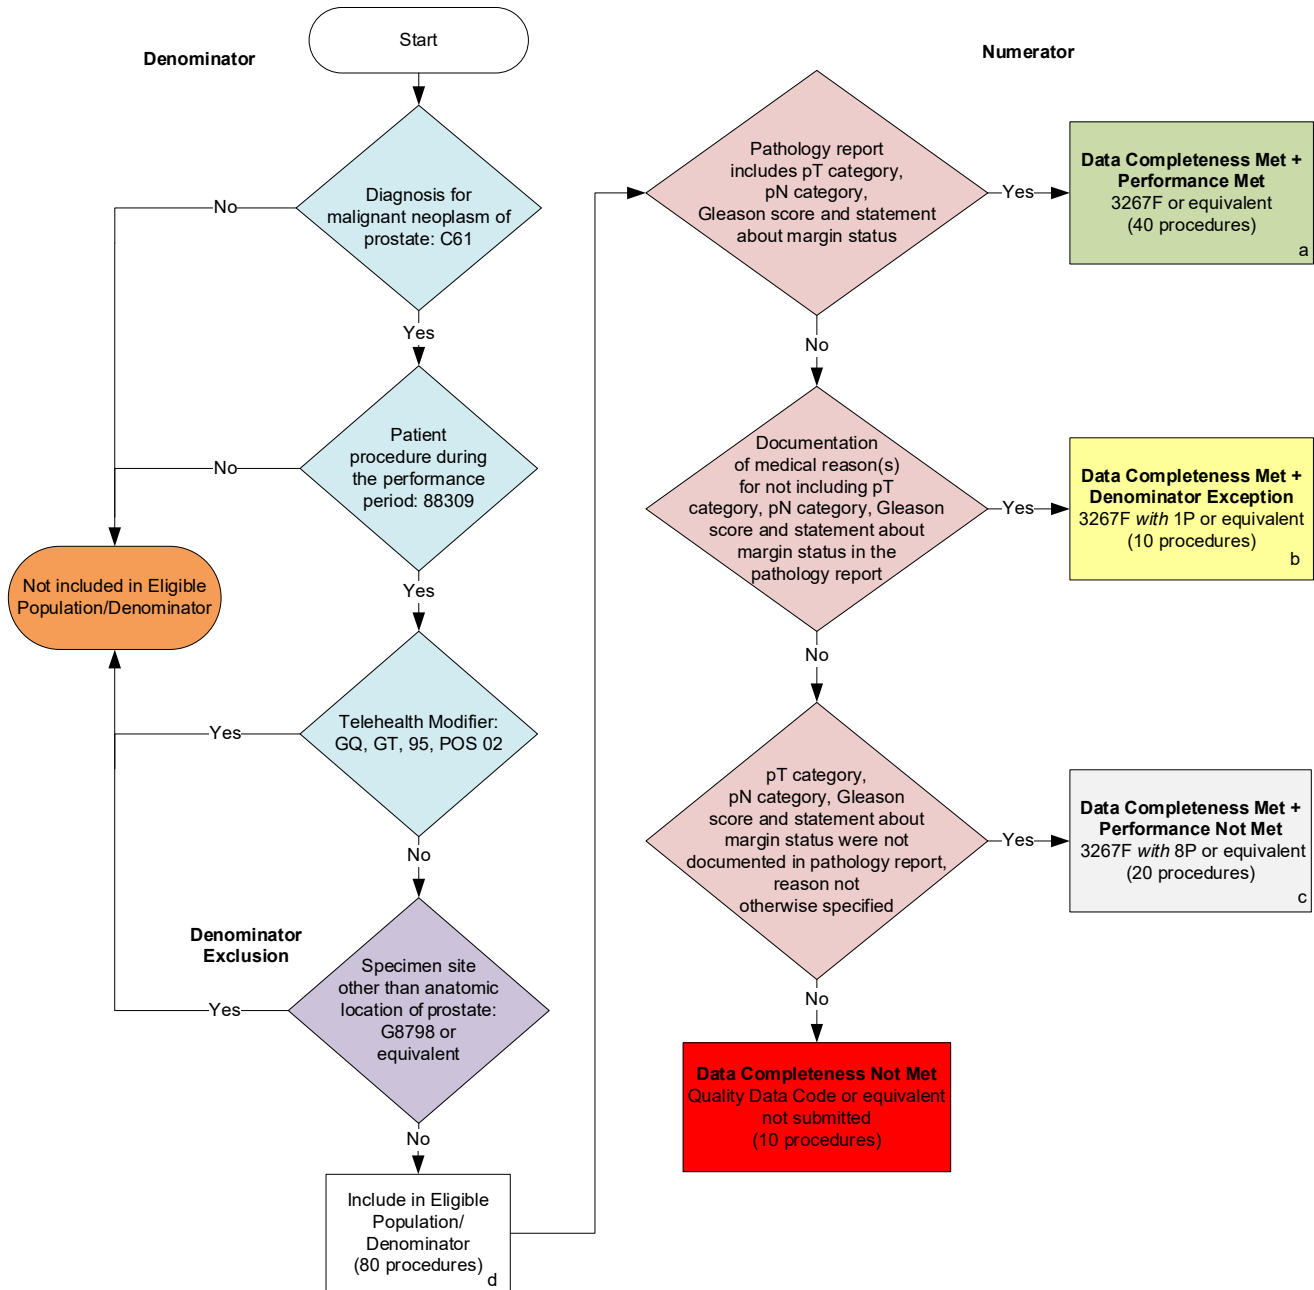 Start
Denominator
Diagnosis for
malignant neoplasm of
prostate: C61
No
Yes
Patient
procedure during
the performance
period: 88309
No
Yes
Not included in Eligible
Population/Denominator
Telehealth Modifier:
GQ, GT, 95, POS 02
Yes
No
Denominator
Exclusion
Specimen site
other than anatomic
location of prostate:
G8798 or
equivalent
Yes
No
Include in Eligible
Population/
Denominator
(80 procedures)
d
Numerator
Pathology report
includes pT category,
pN category,
Gleason score and statement
about margin status
Yes
Data Completeness Met +
Performance Met
3267F or equivalent
(40 procedures)
a
No
Documentation
of medical reason(s)
for not including pT
category, pN category, Gleason
score and statement about
margin status in the
pathology report
Yes
Data Completeness Met +
Denominator Exception
3267F with 1P or equivalent
(10 procedures)
b
No
pT category,
pN category, Gleason
score and statement about
margin status were not
documented in pathology report,
reason not
otherwise specified
Yes
Data Completeness Met +
Performance Not Met
3267F with 8P or equivalent
(20 procedures)
c
No
Data Completeness Not Met
Quality Data Code or equivalent
not submitted
(10 procedures)